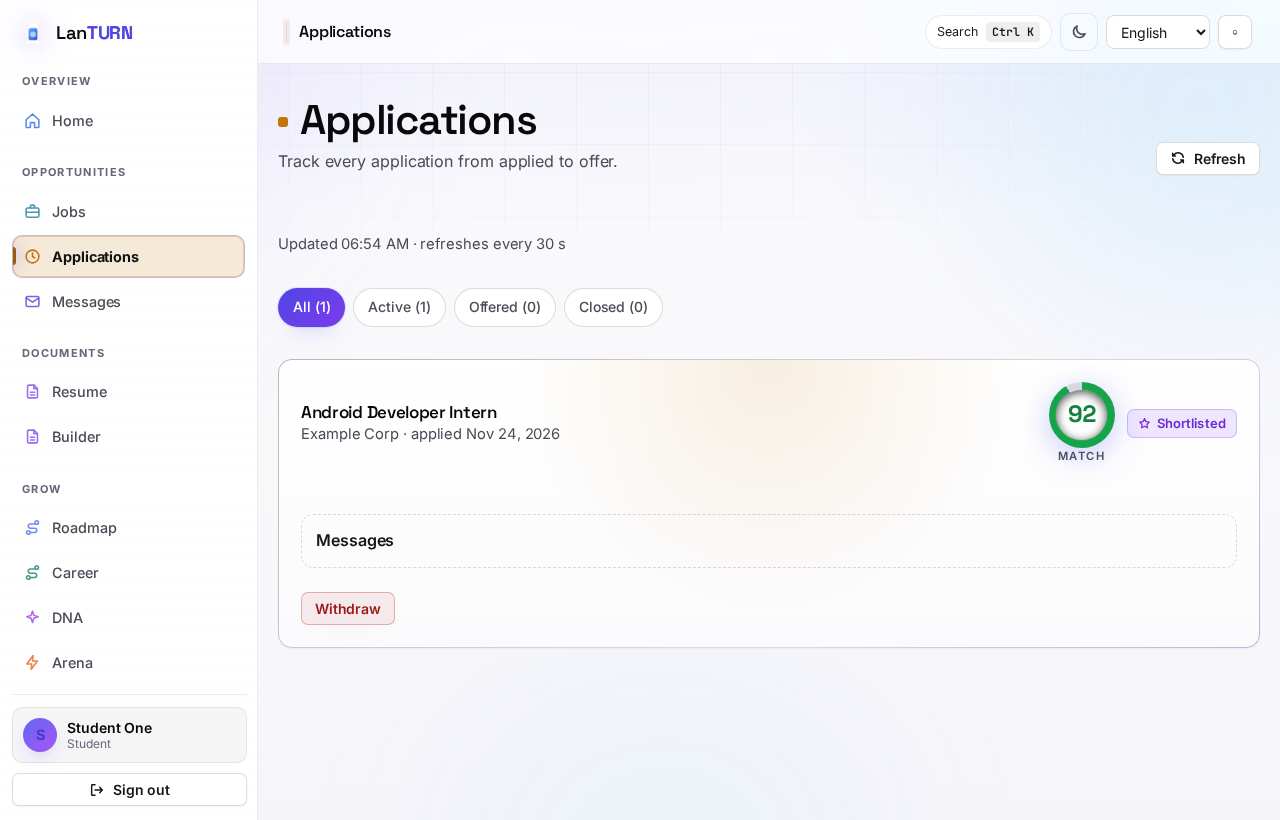 LanTURN
OVERVIEW
Home
OPPORTUNITIES
Jobs
Applications
Messages
DOCUMENTS
Resume
Builder
GROW
Roadmap
Career
DNA
Arena
S
Student One
Student
Sign out
Applications
Search Ctrl K
English
Applications
Track every application from applied to offer.
Refresh
Updated 06:54 AM · refreshes every 30 s
All (1)
Active (1)
Offered (0)
Closed (0)
Android Developer Intern
Example Corp · applied Nov 24, 2026
92
MATCH
Shortlisted
Messages
Withdraw